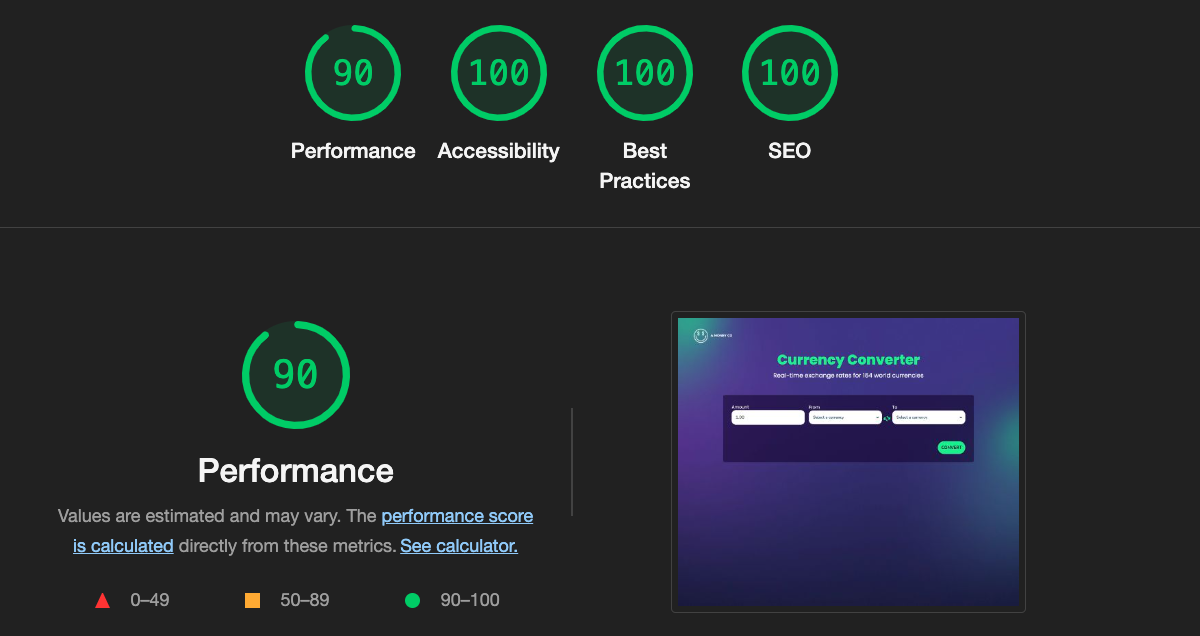 90
100
100
100
Performance
Accessibility
Best
Practices
SEO
90
Performance
Values are estimated and may vary. The performance score
is calculated directly from these metrics. See calculator.
0–49
50–89
90–100
Currency Converter
Real-time exchange rates for 164 world currencies
Amount
From
To
1.00
Select a currency
Select a currency
CONVERT